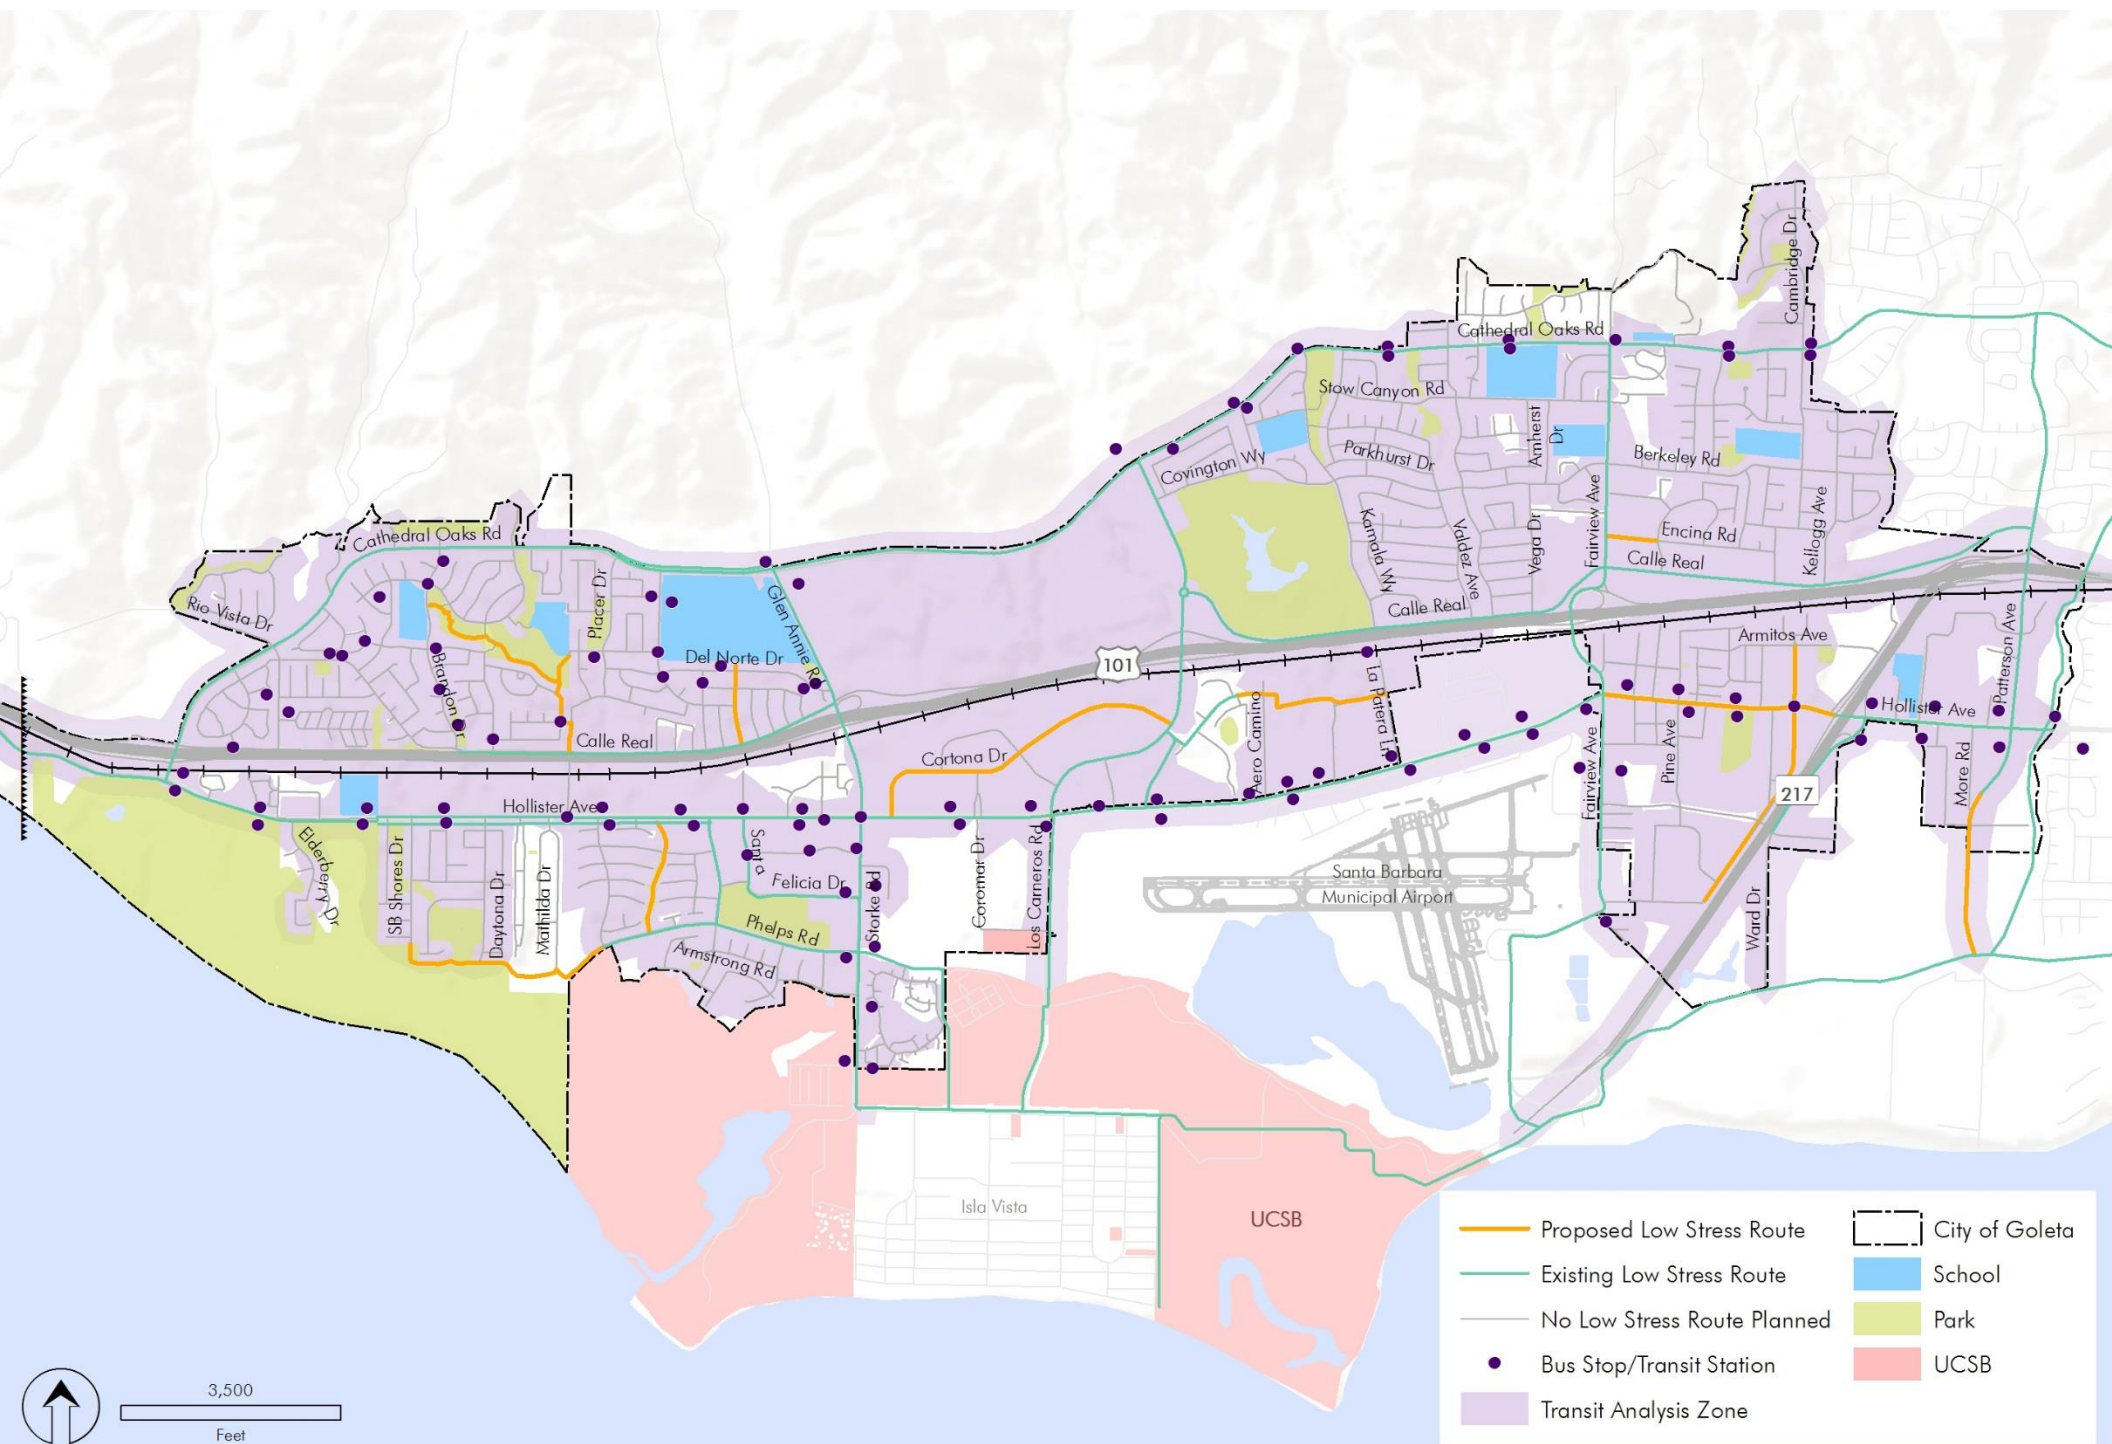 Cambridge Dr
Cathedral Oaks Rd
Stow Canyon Rd
Amherst
Dr
Parkhurst Dr
Covington Wy
Berkeley Rd
Fairview Ave
Kellogg Ave
Kamala Wy
Valdez Ave
Vega Dr
Encina Rd
Calle Real
Cathedral Oaks Rd
Rio Vista Dr
Placer Dr
Glen Annie Rd
Calle Real
Patterson Ave
Armitos Ave
Brandon Dr
Del Norte Dr
101
La Patera Ln
Hollister Ave
Calle Real
Cortona Dr
Aero Camino
Fairview Ave
Pine Ave
More Rd
217
Hollister Ave
Elderberry Dr
SB Shores Dr
Daytona Dr
Mathilda Dr
Santa
Felicia Dr
Storke Rd
Coromar Dr
Los Carneros Rd
Santa Barbara
Municipal Airport
Phelps Rd
Armstrong Rd
Ward Dr
Isla Vista
UCSB
Proposed Low Stress Route
Existing Low Stress Route
No Low Stress Route Planned
Bus Stop/Transit Station
Transit Analysis Zone
City of Goleta
School
Park
UCSB
3,500
Feet